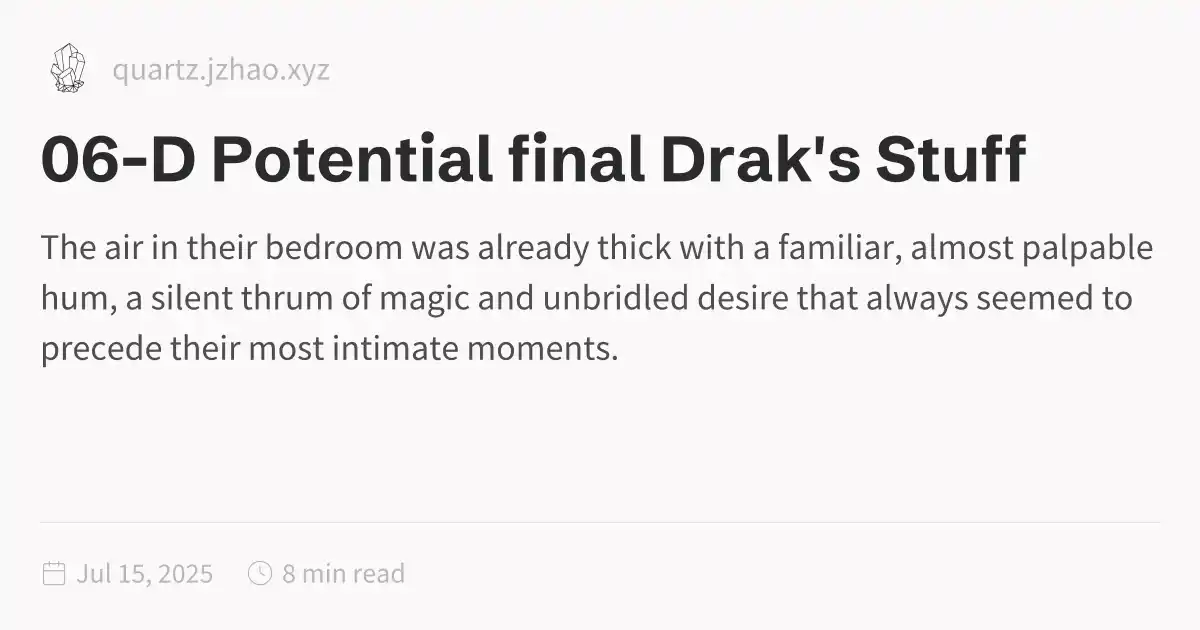 quartz.jzhao.xyz
06-D Potential final Drak's Stuff
The air in their bedroom was already thick with a familiar, almost palpable
hum, a silent thrum of magic and unbridled desire that always seemed to
precede their most intimate moments.
Jul 15, 2025 8 min read